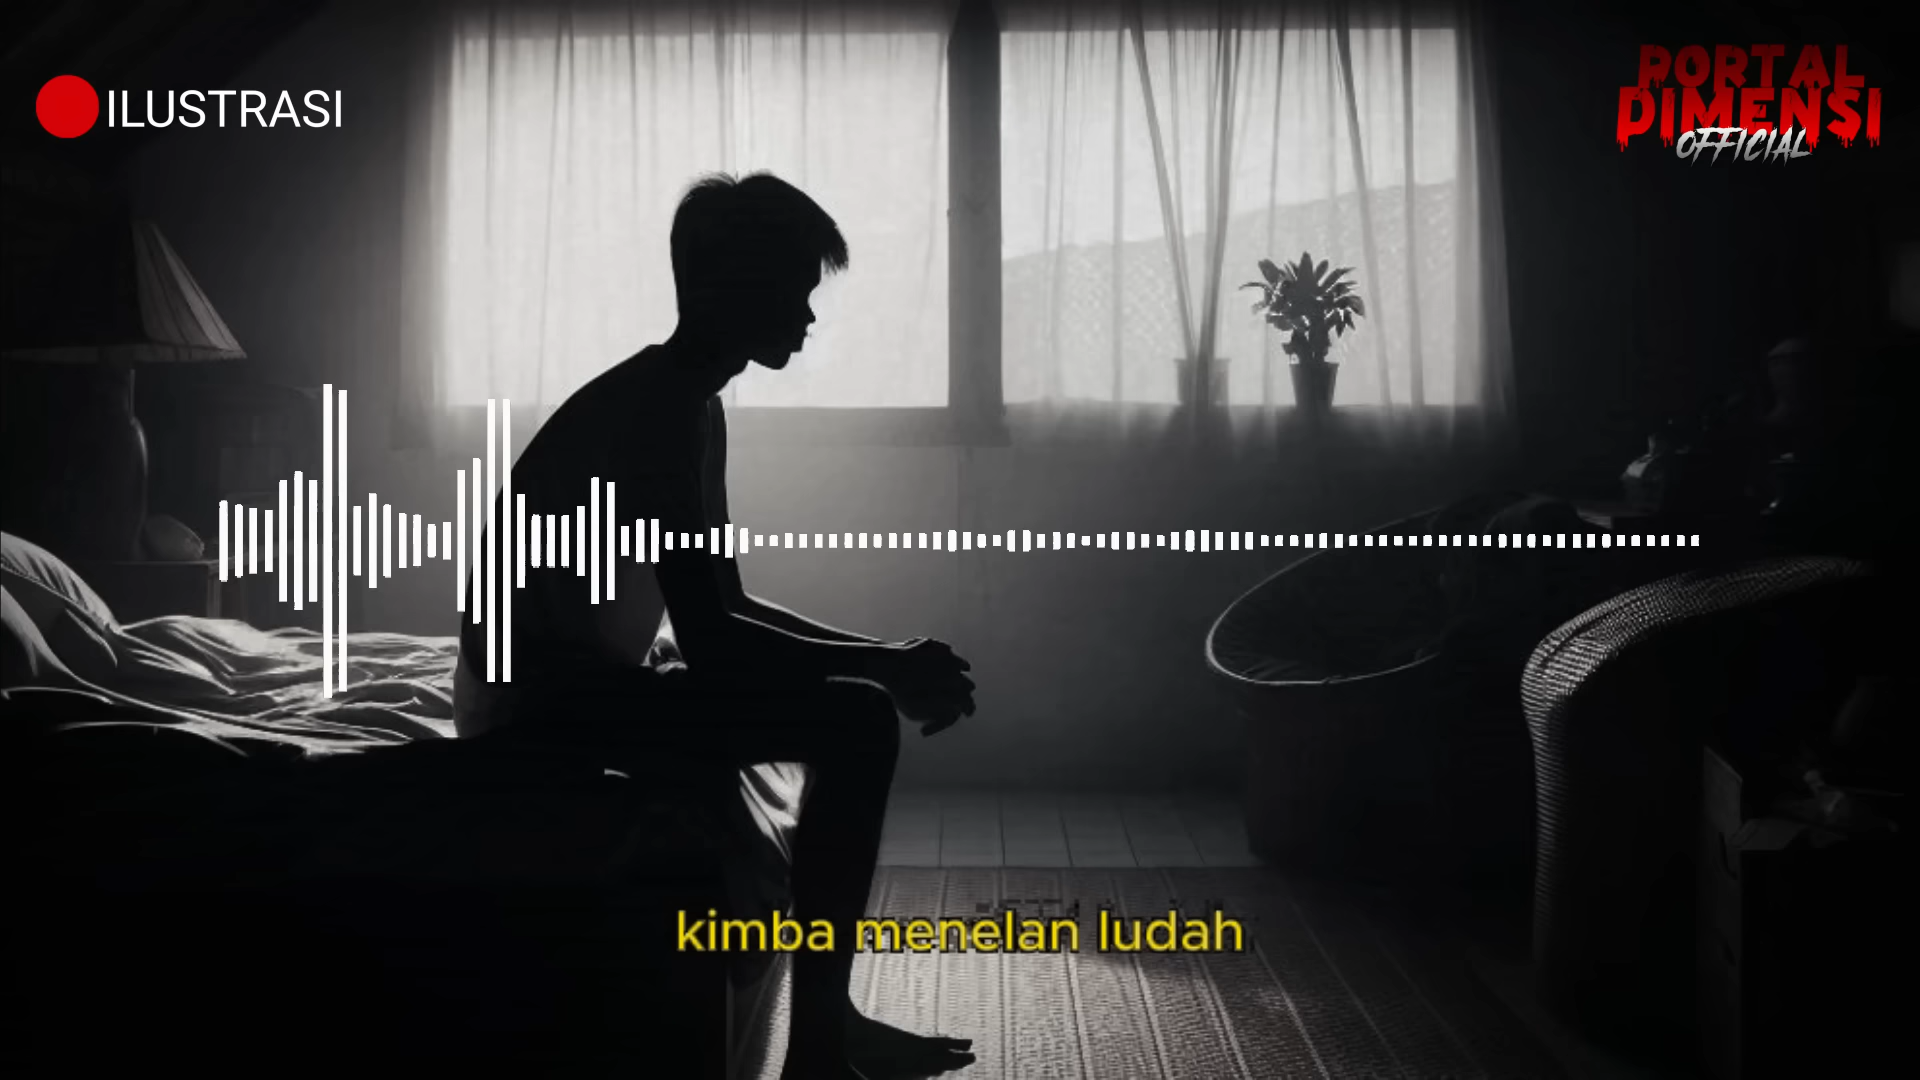 ILUSTRASI
PORTAL
DIMENSI
OFFICIAL
kimba menelan ludah